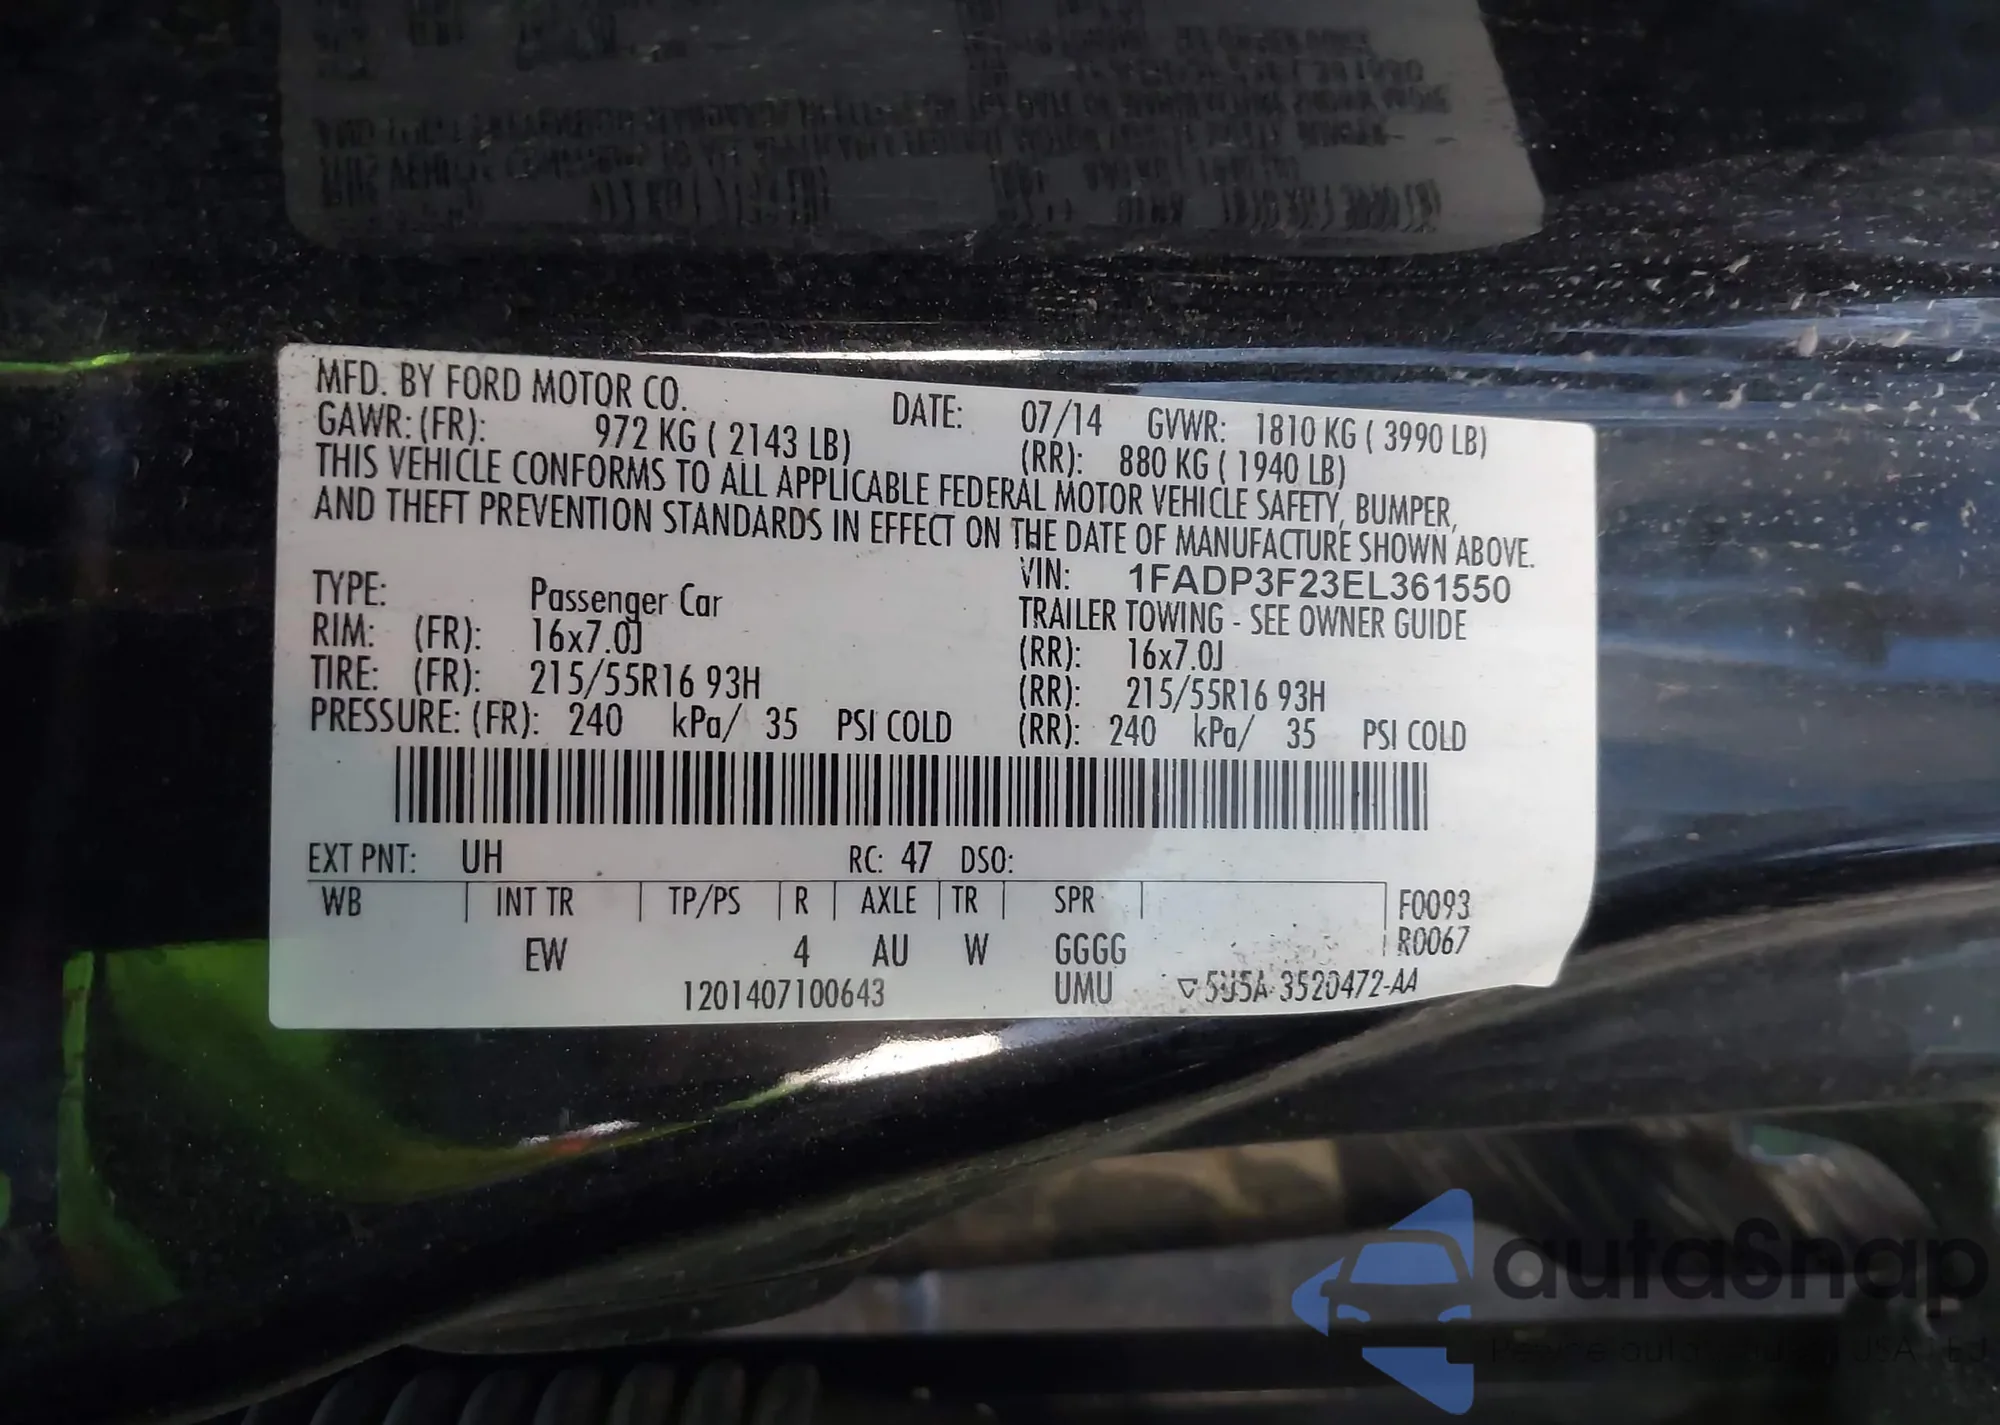 MFD. BY FORD MOTOR CO. DATE: 07/14 GVWR: 1810 KG ( 3990 LB)
GAWR: (FR): 972 KG ( 2143 LB) (RR): 880 KG ( 1940 LB)
THIS VEHICLE CONFORMS TO ALL APPLICABLE FEDERAL MOTOR VEHICLE SAFETY, BUMPER,
AND THEFT PREVENTION STANDARDS IN EFFECT ON THE DATE OF MANUFACTURE SHOWN ABOVE.
VIN: 1FADP3F23EL361550
TYPE: Passenger Car TRAILER TOWING - SEE OWNER GUIDE
RIM: (FR): 16x7.0J (RR): 16x7.0J
TIRE: (FR): 215/55R16 93H (RR): 215/55R16 93H
PRESSURE: (FR): 240 kPa/ 35 PSI COLD (RR): 240 kPa/ 35 PSI COLD
EXT PNT: UH RC: 47 DSO:
WB | INT TR | TP/PS | R | AXLE | TR | SPR | F0093
EW 4 AU W GGGG R0067
1201407100643 UMU 5U5A-3520472-AA
autaSnap